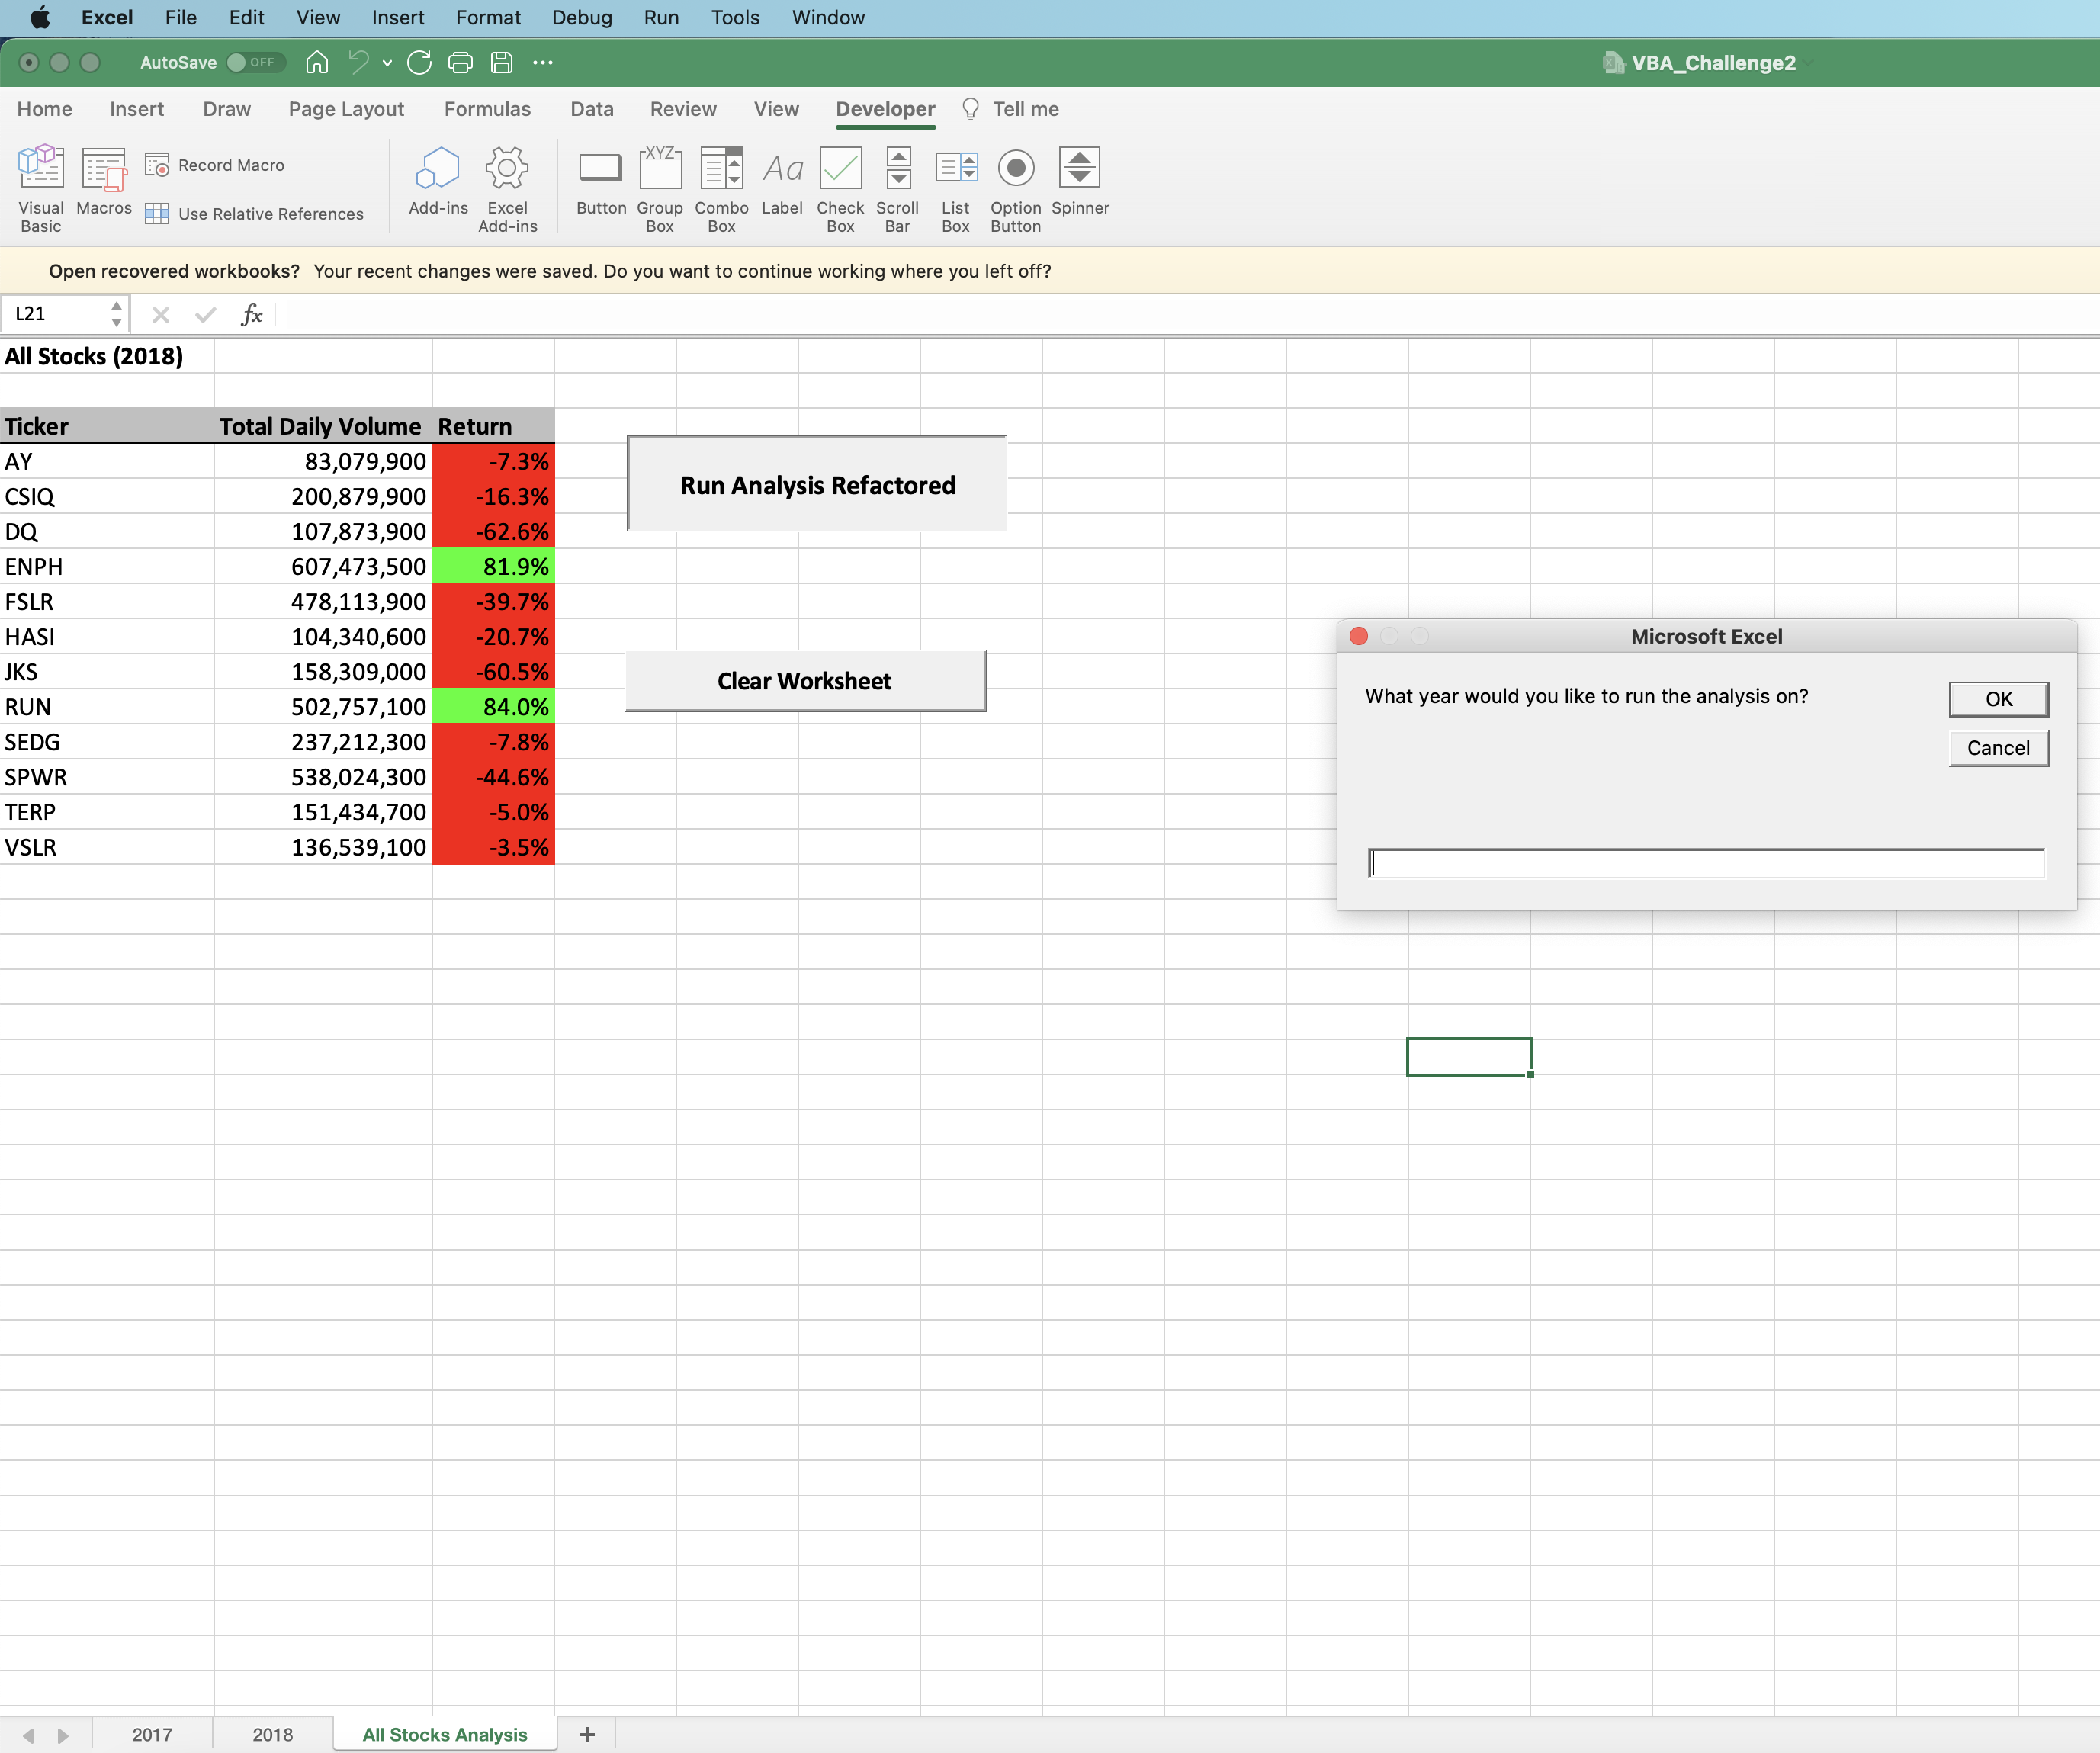 Excel File Edit View Insert Format Debug Run Tools Window
AutoSave OFF VBA_Challenge2
Home Insert Draw Page Layout Formulas Data Review View Developer Tell me
XYZ Aa
Record Macro
Visual Basic Macros Use Relative References Add-ins Excel Add-ins Button Group Box Combo Box Label Check Box Scroll Bar List Box Option Button Spinner
Open recovered workbooks? Your recent changes were saved. Do you want to continue working where you left off?
L21 fx
All Stocks (2018)
Ticker Total Daily Volume Return
AY 83,079,900 -7.3%
CSIQ 200,879,900 -16.3%
DQ 107,873,900 -62.6%
ENPH 607,473,500 81.9%
FSLR 478,113,900 -39.7%
HASI 104,340,600 -20.7%
JKS 158,309,000 -60.5%
RUN 502,757,100 84.0%
SEDG 237,212,300 -7.8%
SPWR 538,024,300 -44.6%
TERP 151,434,700 -5.0%
VSLR 136,539,100 -3.5%
Run Analysis Refactored
Clear Worksheet
Microsoft Excel
What year would you like to run the analysis on?
OK
Cancel
2017 2018 All Stocks Analysis +